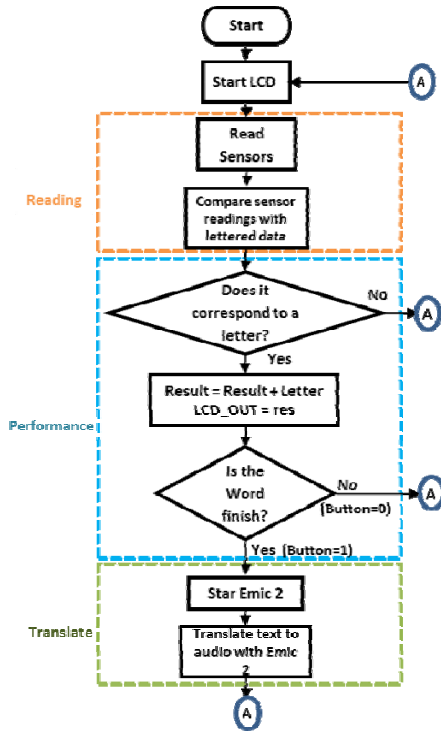 Start
Start LCD
A
Read
Sensors
Reading
Compare sensor
readings with
lettered data
Does it
correspond to a
letter?
No
A
Yes
Result = Result + Letter
LCD_OUT = res
Performance
Is the
Word
finish?
No
(Button=0)
A
Yes (Button=1)
Star Emic 2
Translate
Translate text to
audio with Emic
2
A